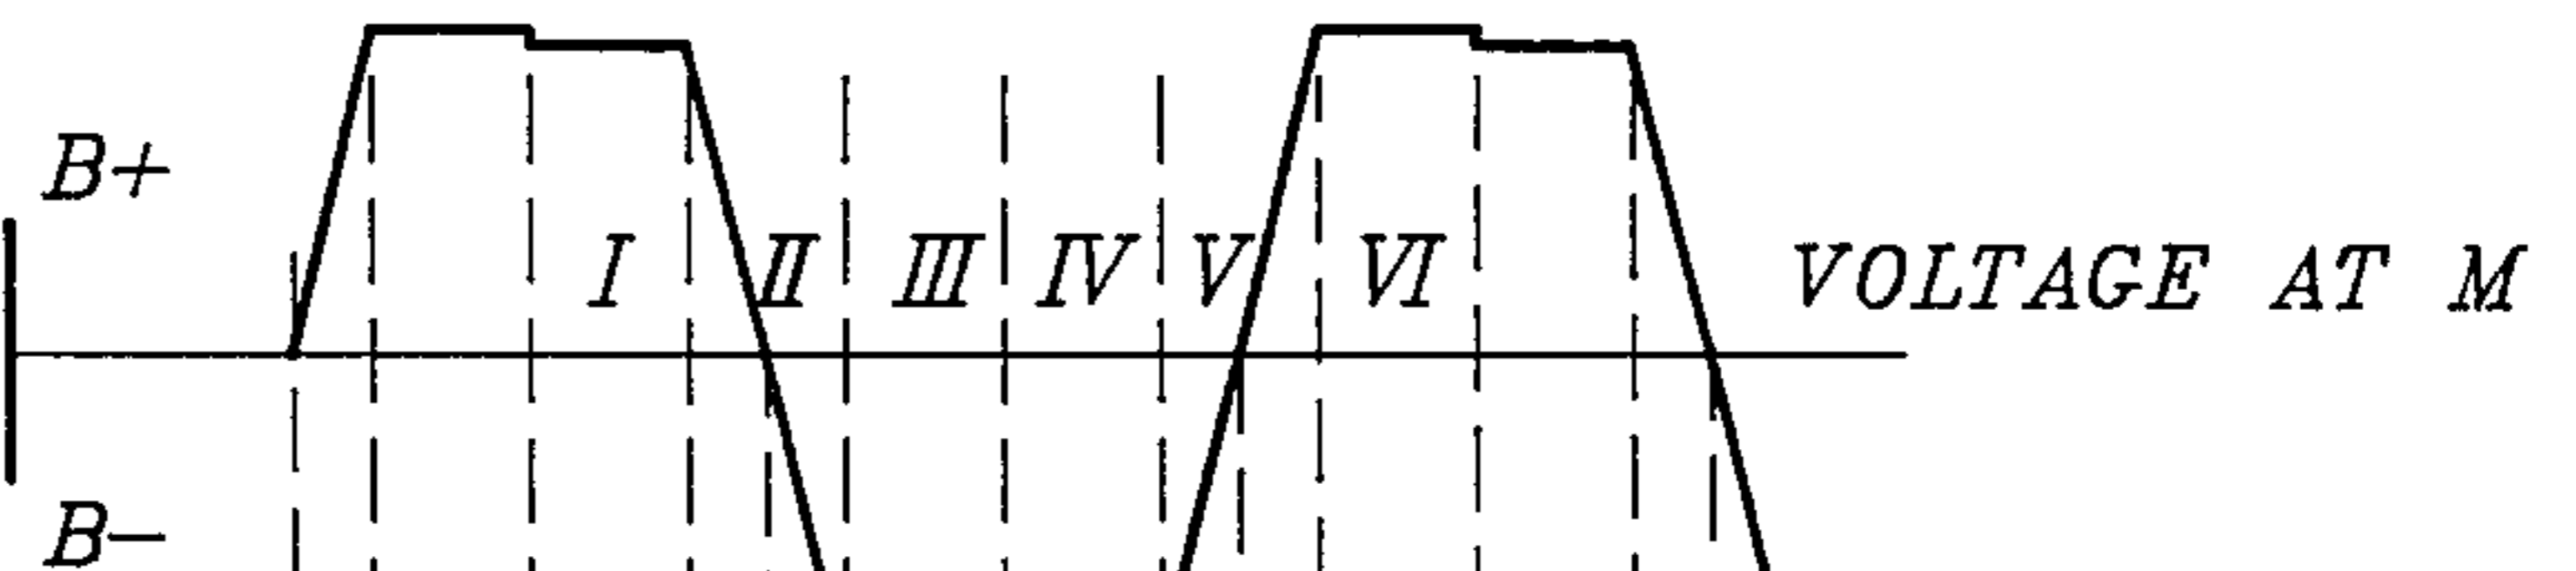 B+
I II III IV V VI VOLTAGE AT M
B−